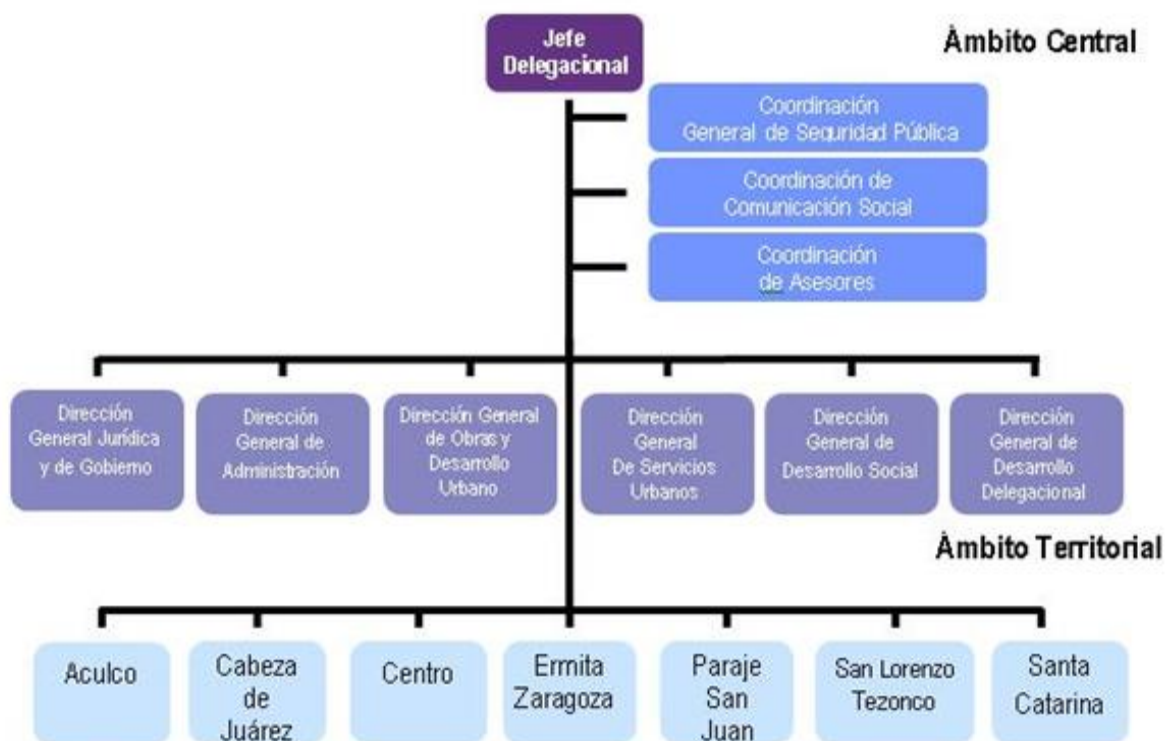 Jefe
Delegacional
Àmbito Central
Coordinación
General de Seguridad Pública
Coordinación de
Comunicación Social
Coordinación
de Asesores
Dirección
General Jurídica
y de Gobierno
Dirección
General de
Administración
Dirección General
de Obras y
Desarrollo
Urbano
Dirección
General
De Servicios
Urbanos
Dirección
General de
Desarrollo Social
Dirección
General de
Desarrollo
Delegacional
Àmbito Territorial
Aculco
Cabeza
de
Juárez
Centro
Ermita
Zaragoza
Paraje
San
Juan
San Lorenzo
Tezonco
Santa
Catarina